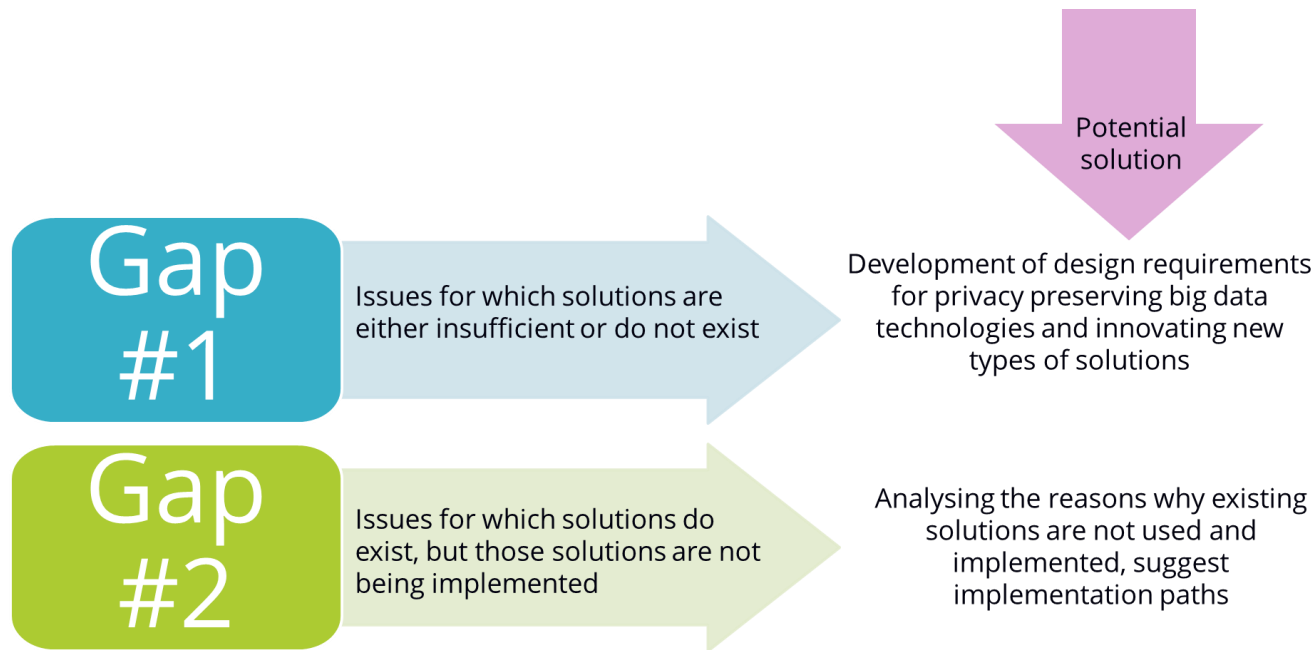 Potential
solution
Gap
#1
Issues for which solutions are
either insufficient or do not exist
Development of design requirements
for privacy preserving big data
technologies and innovating new
types of solutions
Gap
#2
Issues for which solutions do
exist, but those solutions are not
being implemented
Analysing the reasons why existing
solutions are not used and
implemented, suggest
implementation paths